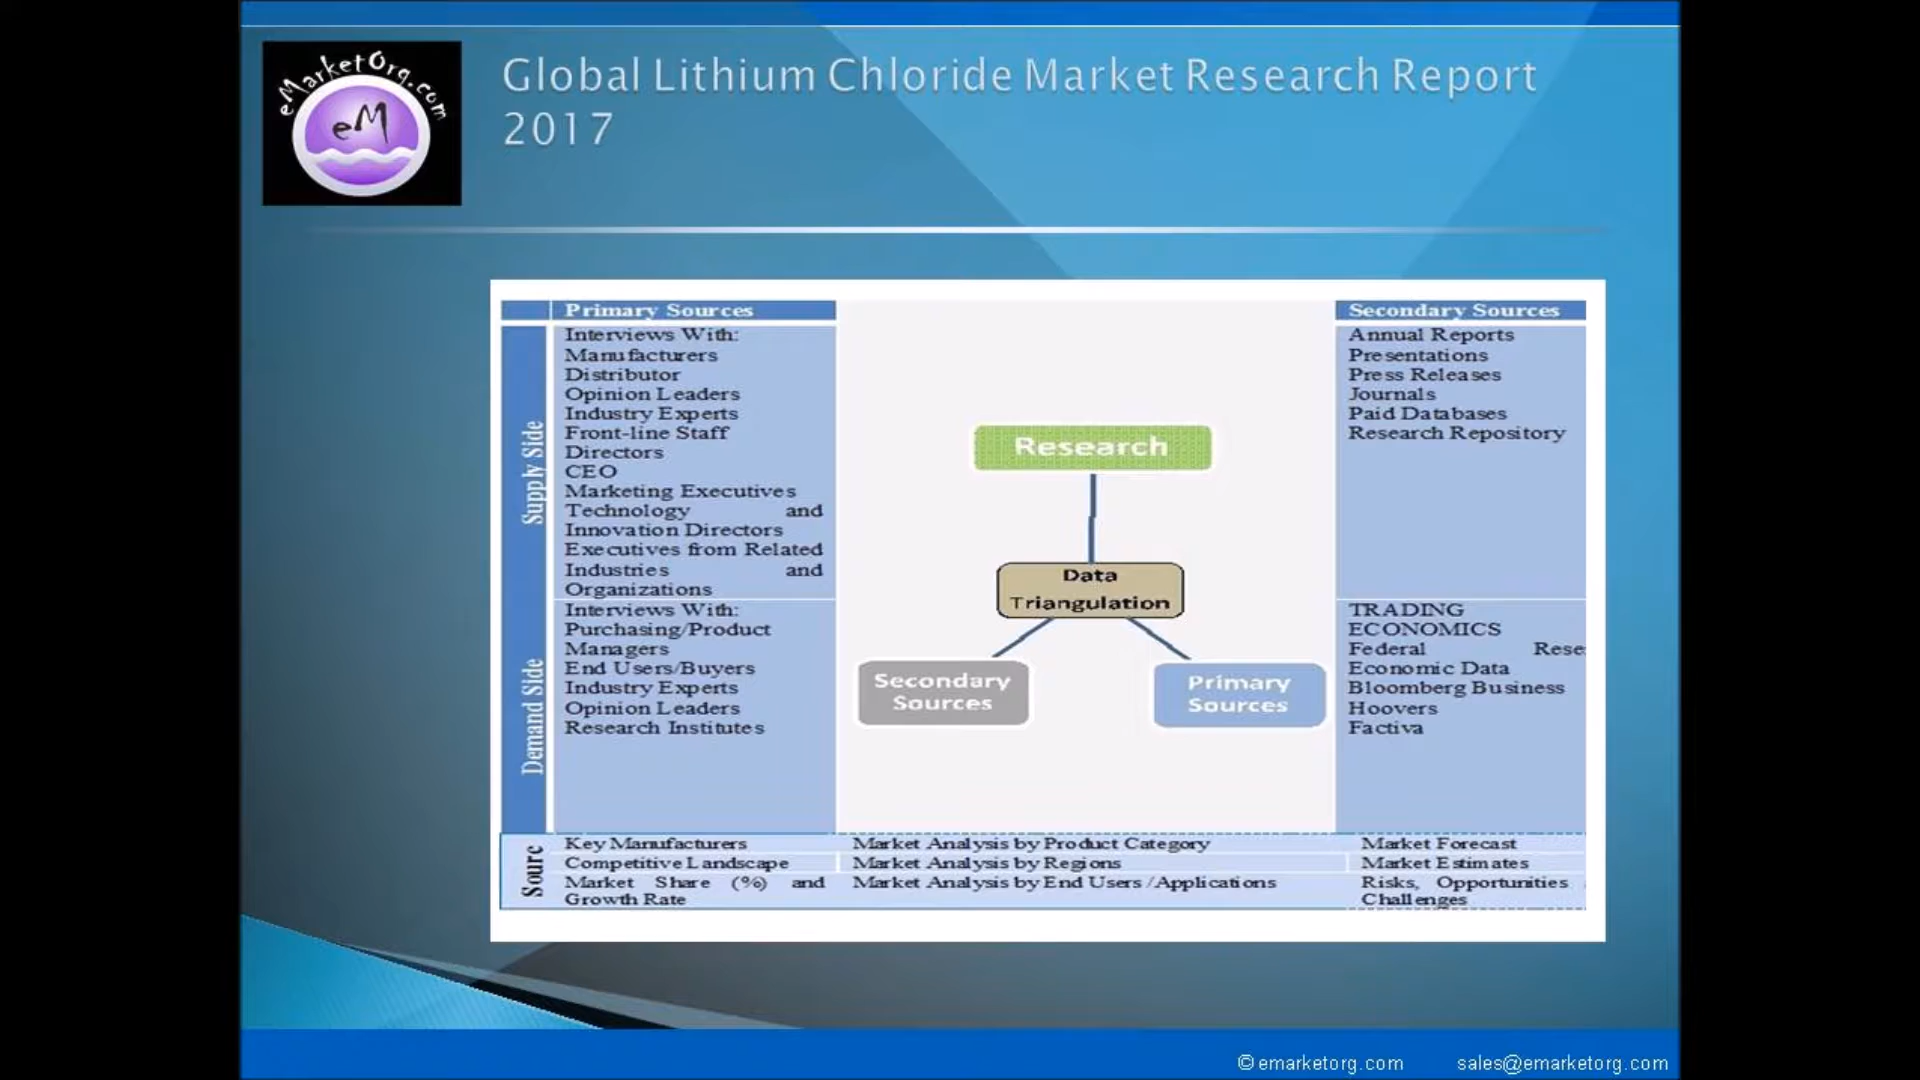 eMarketOrg.com
eM
Global Lithium Chloride Market Research Report
2017
Primary Sources
Supply Side
Interviews With:
Manufacturers
Distributor
Opinion Leaders
Industry Experts
Front-line Staff
Directors
CEO
Marketing Executives
Technology and
Innovation Directors
Executives from Related
Industries and
Organizations
Demand Side
Interviews With:
Purchasing/Product
Managers
End Users/Buyers
Industry Experts
Opinion Leaders
Research Institutes
Research
Data
Triangulation
Secondary
Sources
Primary
Sources
Secondary Sources
Annual Reports
Presentations
Press Releases
Journals
Paid Databases
Research Repository
TRADING
ECONOMICS
Federal Rese
Economic Data
Bloomberg Business
Hoovers
Factiva
Sourc
Key Manufacturers
Competitive Landscape
Market Share (%) and
Growth Rate
Market Analysis by Product Category
Market Analysis by Regions
Market Analysis by End Users /Applications
Market Forecast
Market Estimates
Risks, Opportunities
Challenges
© emarketorg.com sales@emarketorg.com